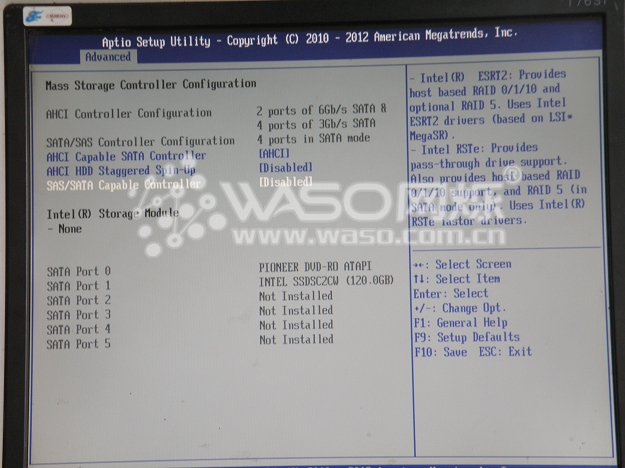 Aptio Setup Utility - Copyright (C) 2010 - 2012 American Megatrends, Inc.
Advanced
Mass Storage Controller Configuration
AHCI Controller Configuration 2 ports of 6Gb/s SATA &
4 ports of 3Gb/s SATA
SATA/SAS Controller Configuration 4 ports in SATA mode
AHCI Capable SATA Controller [AHCI]
AHCI HDD Staggered Spin-Up [Disabled]
SAS/SATA Capable Controller [Disabled]
Intel(R) Storage Module
- None
SATA Port 0 PIONEER DVD-RO ATAPI
SATA Port 1 INTEL SSDSC2CW (120.0GB)
SATA Port 2 Not Installed
SATA Port 3 Not Installed
SATA Port 4 Not Installed
SATA Port 5 Not Installed
- Intel(R) ESRT2: Provides
host based RAID 0/1/10 and
optional RAID 5. Uses Intel
ESRT2 drivers (based on LSI*
MegaSR).
- Intel RSTe: Provides
pass-through drive support.
Also provides host based RAID
0/1/10 support, and RAID 5 (in
SATA mode only). Uses Intel(R)
RSTe iastor drivers.
→←: Select Screen
↑↓: Select Item
Enter: Select
+/-: Change Opt.
F1: General Help
F9: Setup Defaults
F10: Save ESC: Exit
WASO
®
www.waso.com.cn